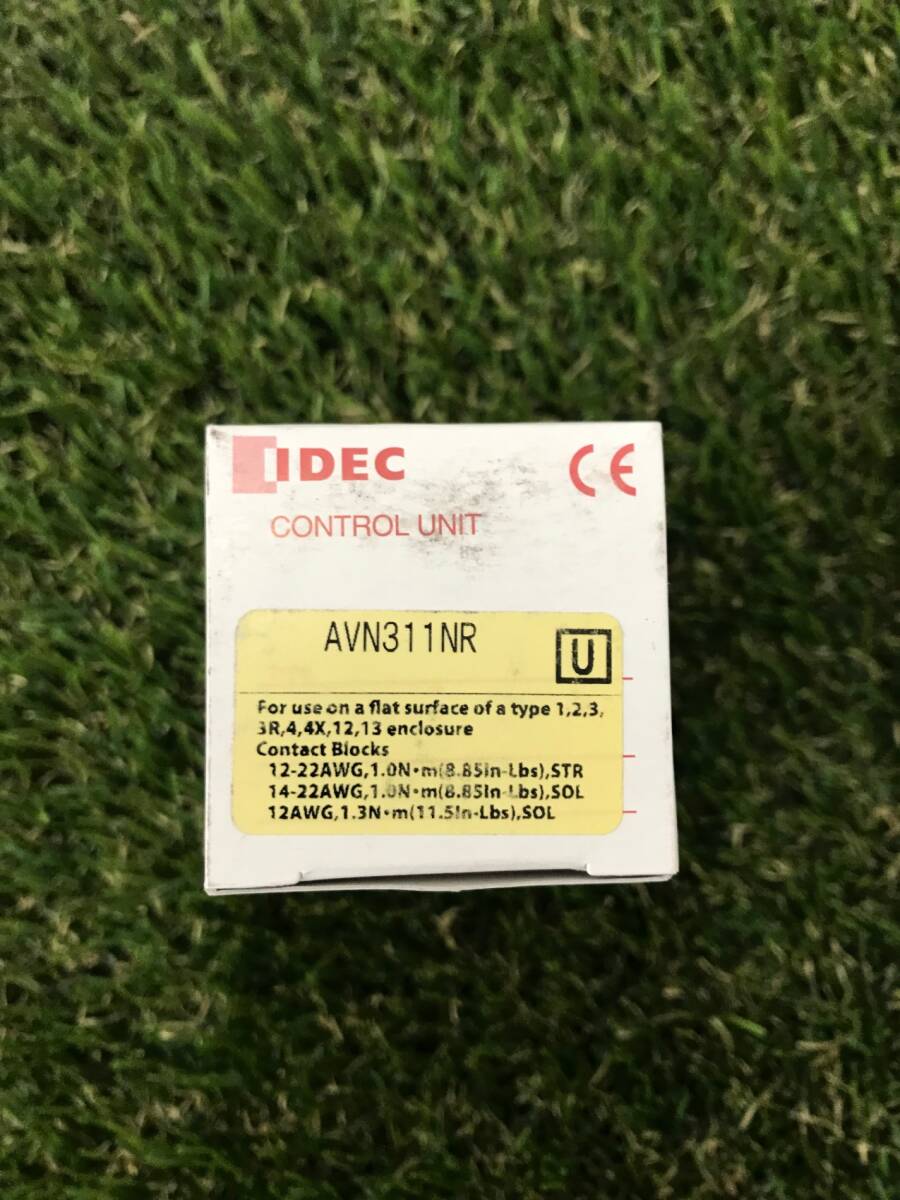 IDEC
CE
CONTROL UNIT
AVN311NR
U
For use on a flat surface of a type 1,2,3,
3R,4,4X,12,13 enclosure
Contact Blocks
12-22AWG,1.0N·m(8.85In-Lbs),STR
14-22AWG,1.0N·m(8.85In-Lbs),SOL
12AWG,1.3N·m(11.5In-Lbs),SOL